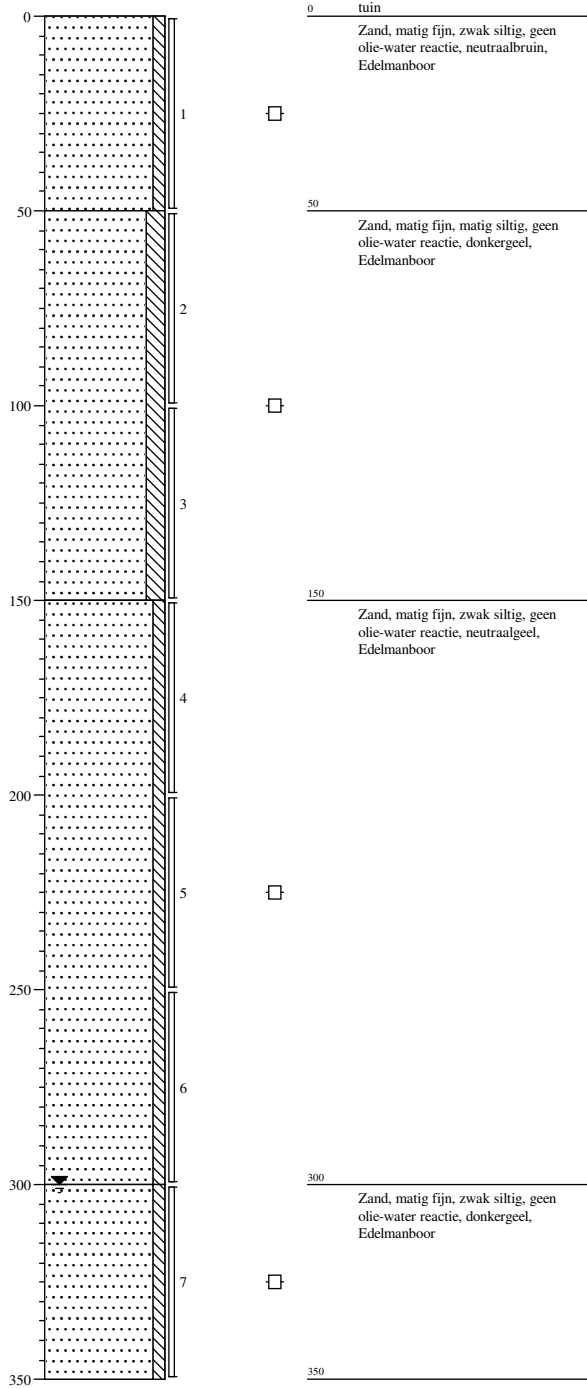 0
50
100
150
200
250
300
350
1
2
3
4
5
6
7
0
tuin
Zand, matig fijn, zwak siltig, geen
olie-water reactie, neutraalbruin,
Edelmanboor
50
Zand, matig fijn, matig siltig, geen
olie-water reactie, donkergeel,
Edelmanboor
150
Zand, matig fijn, zwak siltig, geen
olie-water reactie, neutraalgeel,
Edelmanboor
300
Zand, matig fijn, zwak siltig, geen
olie-water reactie, donkergeel,
Edelmanboor
350